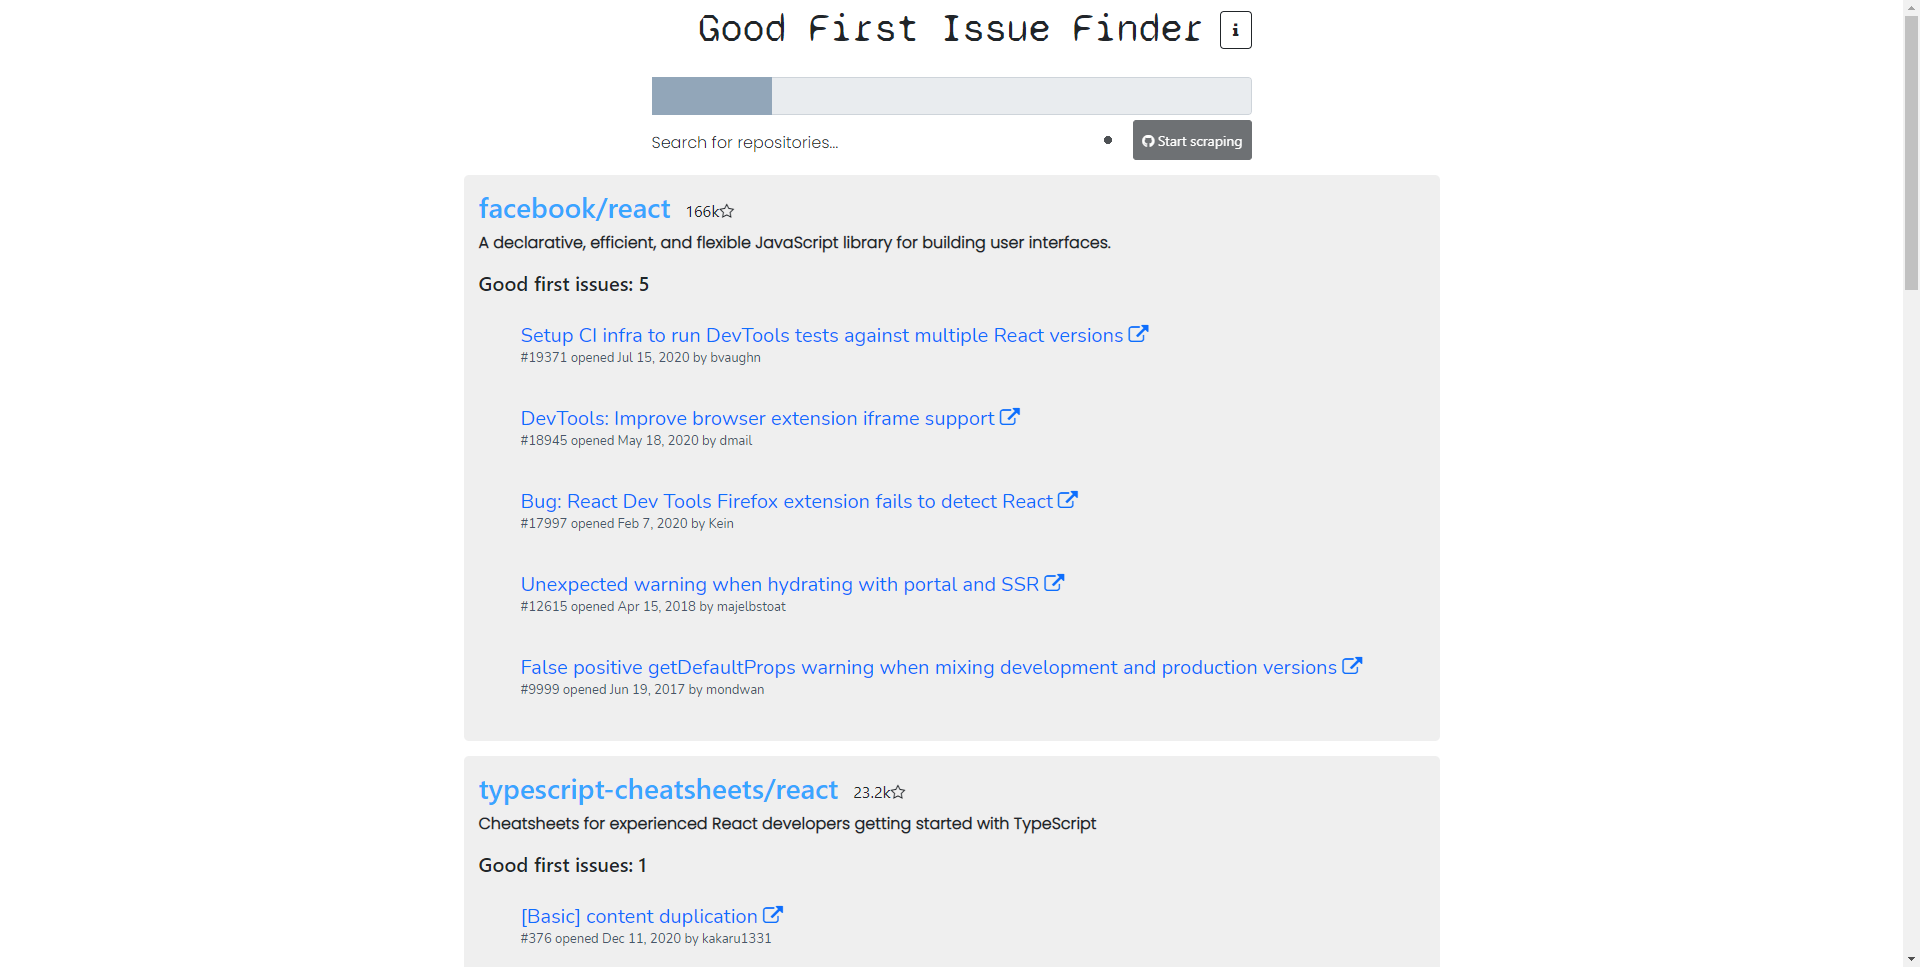 Good First Issue Finder i
Search for repositories...
Start scraping
facebook/react 166k
A declarative, efficient, and flexible JavaScript library for building user interfaces.
Good first issues: 5
Setup CI infra to run DevTools tests against multiple React versions
#19371 opened Jul 15, 2020 by bvaughn
DevTools: Improve browser extension iframe support
#18945 opened May 18, 2020 by dmail
Bug: React Dev Tools Firefox extension fails to detect React
#17997 opened Feb 7, 2020 by Kein
Unexpected warning when hydrating with portal and SSR
#12615 opened Apr 15, 2018 by majelbstoat
False positive getDefaultProps warning when mixing development and production versions
#9999 opened Jun 19, 2017 by mondwan
typescript-cheatsheets/react 23.2k
Cheatsheets for experienced React developers getting started with TypeScript
Good first issues: 1
[Basic] content duplication
#376 opened Dec 11, 2020 by kakaru1331